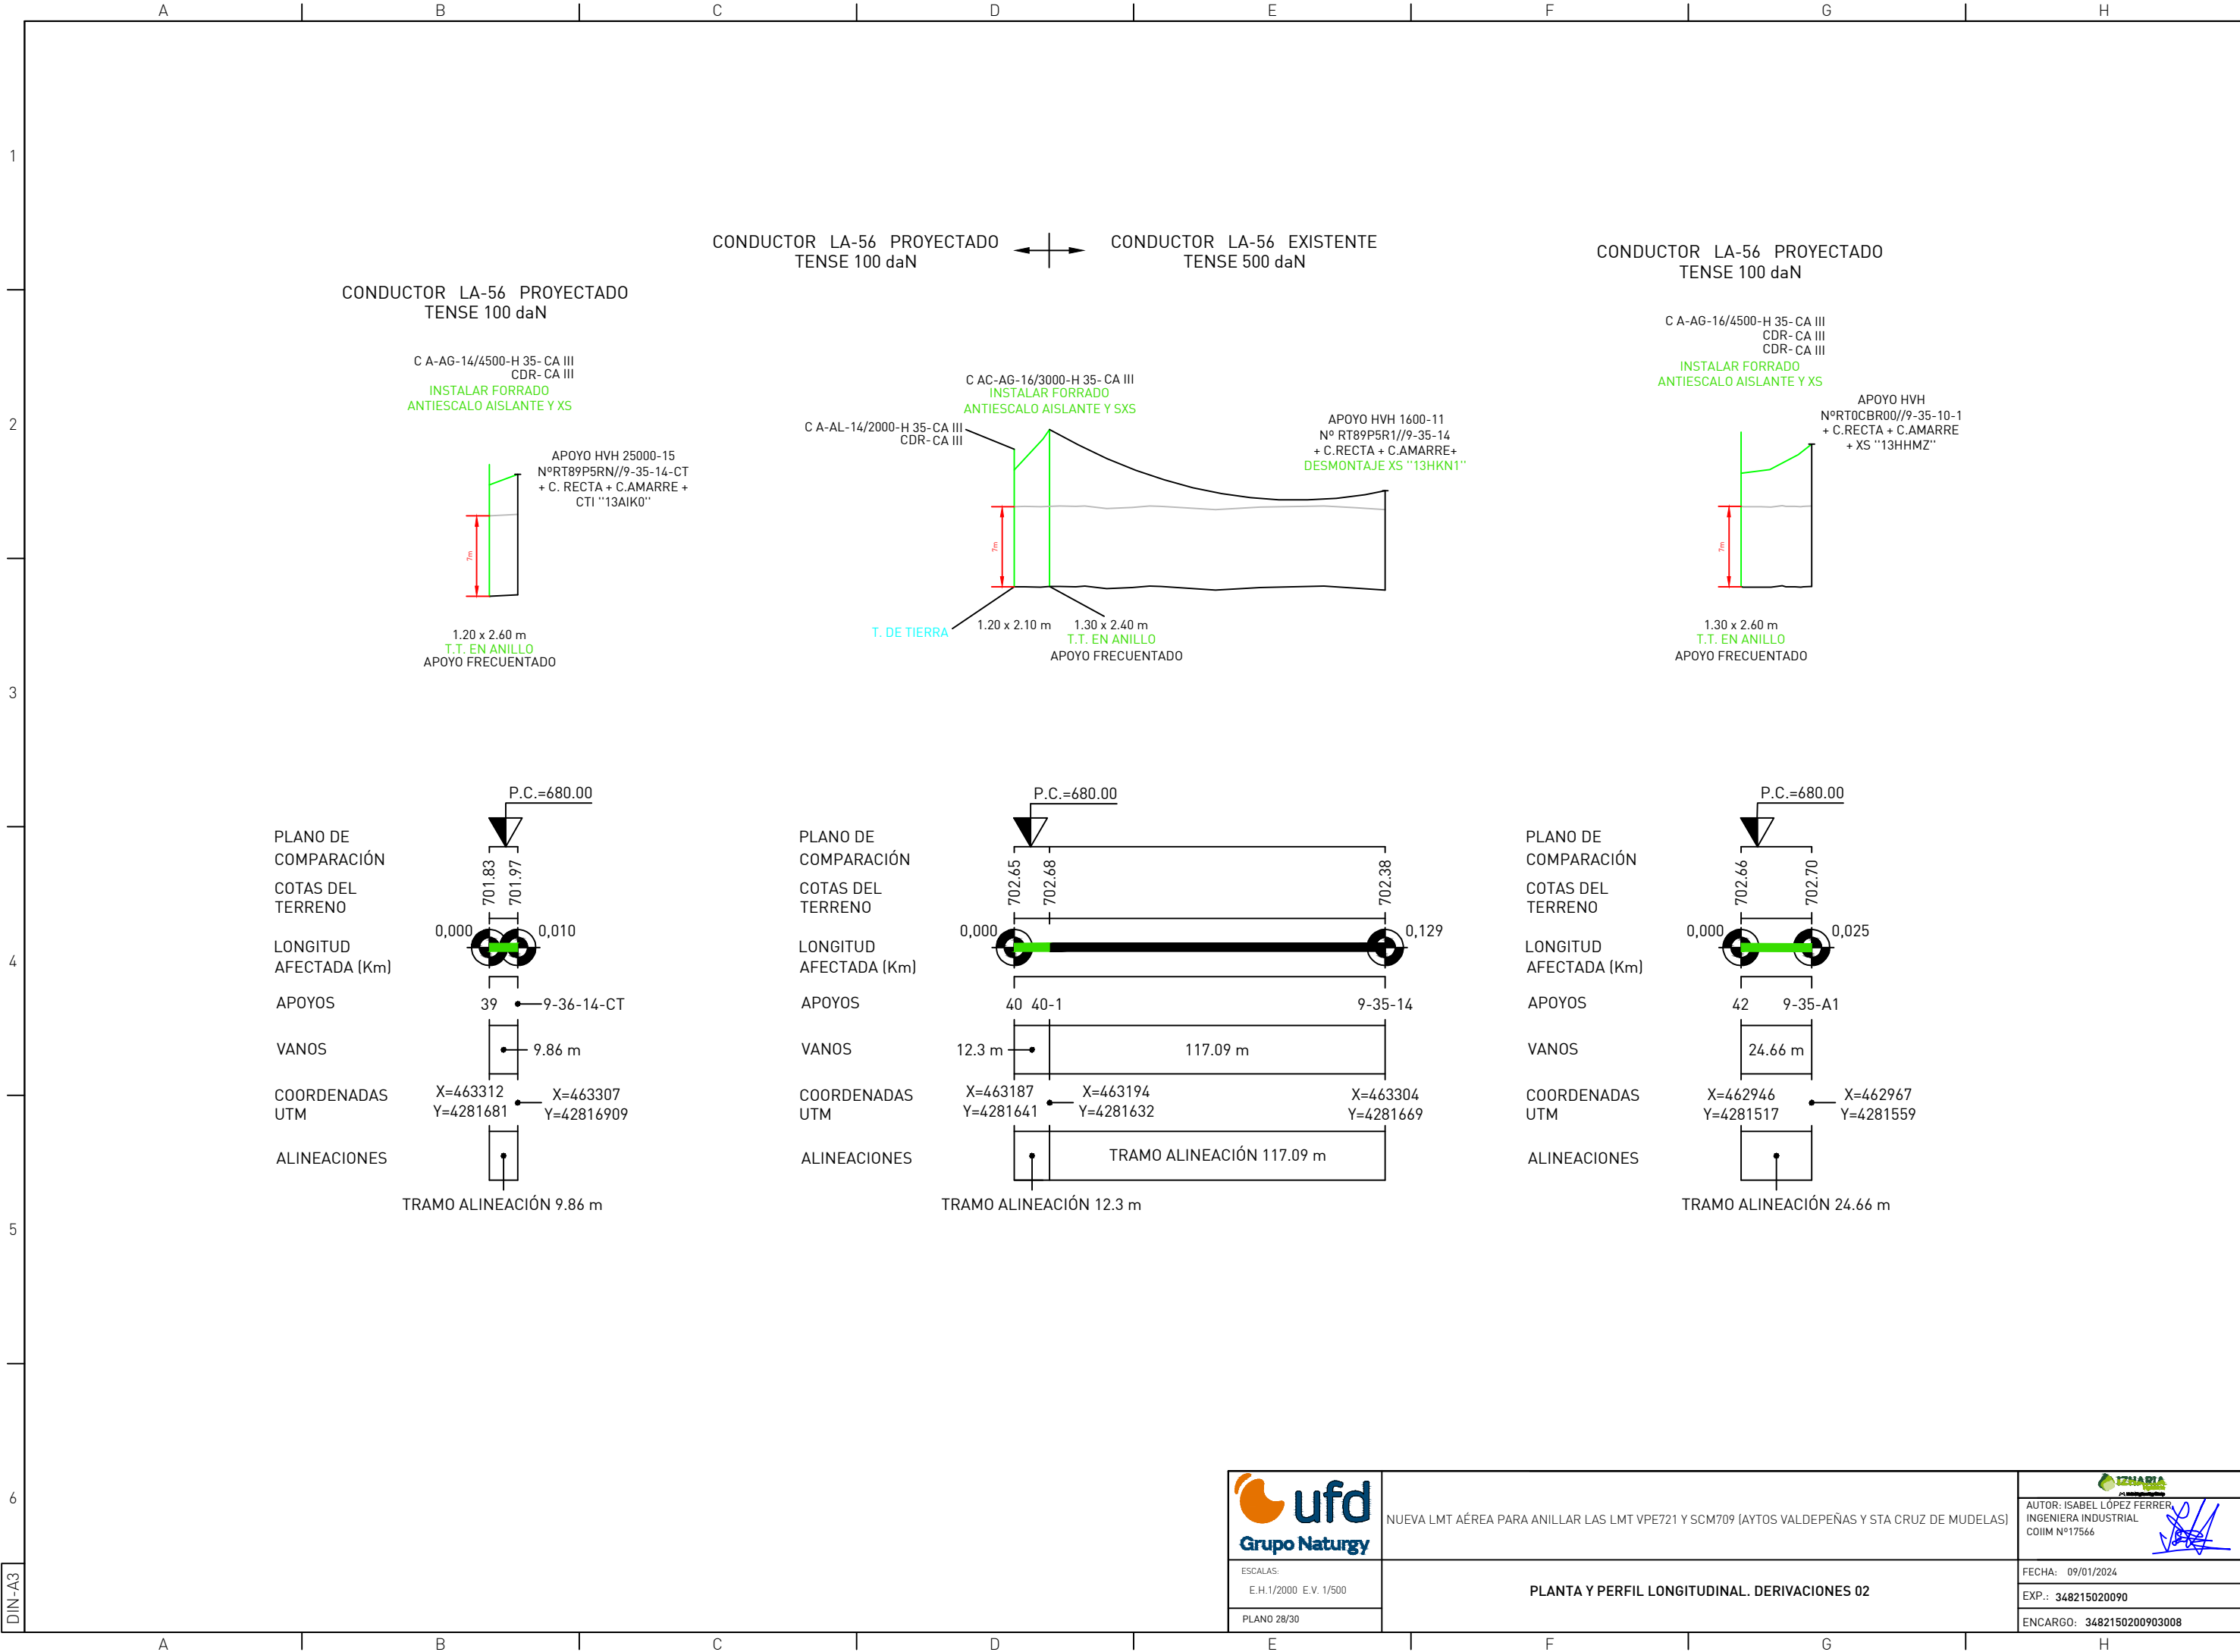 A B C D E F G H
1
2
3
4
5
6
DIN-A3
CONDUCTOR LA-56 PROYECTADO
TENSE 100 daN
C A-AG-14/4500-H 35- CA III
CDR- CA III
INSTALAR FORRADO
ANTIESCALO AISLANTE Y XS
APOYO HVH 25000-15
NºRT89P5RN//9-35-14-CT
+ C. RECTA + C.AMARRE +
CTI ''13AIK0''
7m
1.20 x 2.60 m
T.T. EN ANILLO
APOYO FRECUENTADO
CONDUCTOR LA-56 PROYECTADO
TENSE 100 daN
CONDUCTOR LA-56 EXISTENTE
TENSE 500 daN
C AC-AG-16/3000-H 35- CA III
INSTALAR FORRADO
ANTIESCALO AISLANTE Y SXS
C A-AL-14/2000-H 35-CA III
CDR- CA III
APOYO HVH 1600-11
Nº RT89P5R1//9-35-14
+ C.RECTA + C.AMARRE+
DESMONTAJE XS ''13HKN1''
7m
T. DE TIERRA
1.20 x 2.10 m
1.30 x 2.40 m
T.T. EN ANILLO
APOYO FRECUENTADO
CONDUCTOR LA-56 PROYECTADO
TENSE 100 daN
C A-AG-16/4500-H 35- CA III
CDR- CA III
CDR- CA III
INSTALAR FORRADO
ANTIESCALO AISLANTE Y XS
APOYO HVH
NºRT0CBR00//9-35-10-1
+ C.RECTA + C.AMARRE
+ XS ''13HHMZ''
7m
1.30 x 2.60 m
T.T. EN ANILLO
APOYO FRECUENTADO
P.C.=680.00
PLANO DE
COMPARACIÓN
COTAS DEL
TERRENO
701.83
701.97
LONGITUD
AFECTADA (Km)
0,000
0,010
APOYOS
39
9-36-14-CT
VANOS
9.86 m
COORDENADAS
UTM
X=463312
Y=4281681
X=463307
Y=42816909
ALINEACIONES
TRAMO ALINEACIÓN 9.86 m
P.C.=680.00
PLANO DE
COMPARACIÓN
COTAS DEL
TERRENO
702.65
702.68
702.38
LONGITUD
AFECTADA (Km)
0,000
0,129
APOYOS
40 40-1
9-35-14
VANOS
12.3 m
117.09 m
COORDENADAS
UTM
X=463187
Y=4281641
X=463194
Y=4281632
X=463304
Y=4281669
ALINEACIONES
TRAMO ALINEACIÓN 117.09 m
TRAMO ALINEACIÓN 12.3 m
P.C.=680.00
PLANO DE
COMPARACIÓN
COTAS DEL
TERRENO
702.66
702.70
LONGITUD
AFECTADA (Km)
0,000
0,025
APOYOS
42
9-35-A1
VANOS
24.66 m
COORDENADAS
UTM
X=462946
Y=4281517
X=462967
Y=4281559
ALINEACIONES
TRAMO ALINEACIÓN 24.66 m
ufd
Grupo Naturgy
NUEVA LMT AÉREA PARA ANILLAR LAS LMT VPE721 Y SCM709 (AYTOS VALDEPEÑAS Y STA CRUZ DE MUDELAS)
IZHARIA
AUTOR: ISABEL LÓPEZ FERRER
INGENIERA INDUSTRIAL
COIIM Nº17566
ESCALAS:
E.H.1/2000 E.V. 1/500
PLANO 28/30
PLANTA Y PERFIL LONGITUDINAL. DERIVACIONES 02
FECHA: 09/01/2024
EXP.: 348215020090
ENCARGO: 3482150200903008
A B C D E F G H